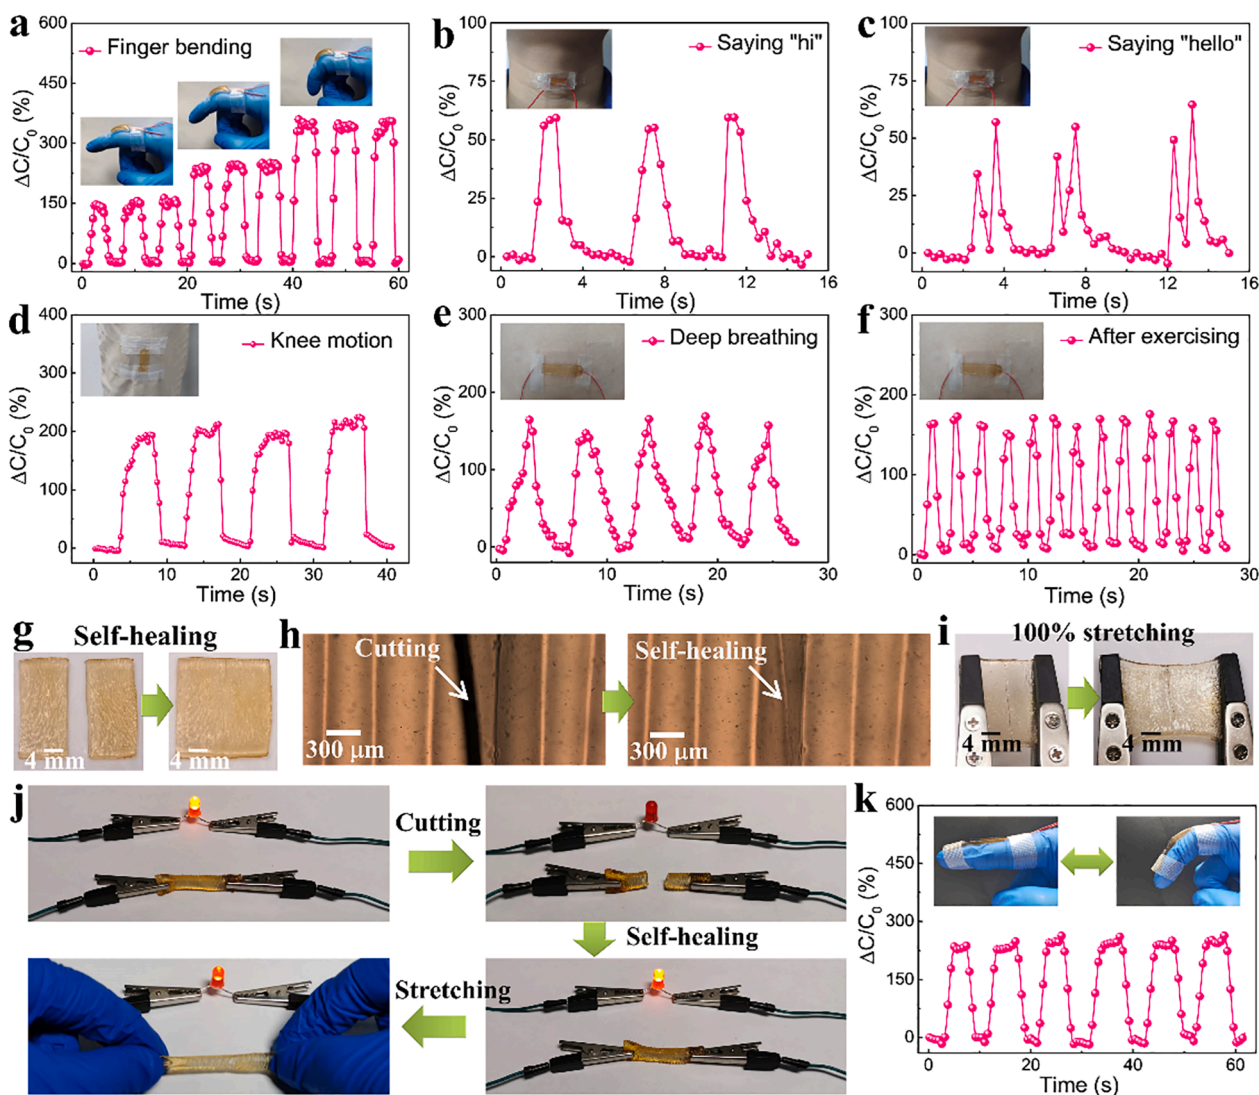 a
600
450
300
150
0
ΔC/C₀ (%)
Finger bending
0 20 40 60
Time (s)
b
100
75
50
25
0
ΔC/C₀ (%)
Saying "hi"
0 4 8 12 16
Time (s)
c
100
75
50
25
0
ΔC/C₀ (%)
Saying "hello"
0 4 8 12 16
Time (s)
d
400
300
200
100
0
ΔC/C₀ (%)
Knee motion
0 10 20 30 40
Time (s)
e
300
200
100
0
ΔC/C₀ (%)
Deep breathing
0 10 20 30
Time (s)
f
300
200
100
0
ΔC/C₀ (%)
After exercising
0 10 20 30
Time (s)
g
Self-healing
4 mm
4 mm
h
Cutting
300 μm
Self-healing
300 μm
i
100% stretching
4 mm
4 mm
j
Cutting
Self-healing
Stretching
k
600
450
300
150
0
ΔC/C₀ (%)
0 20 40 60
Time (s)